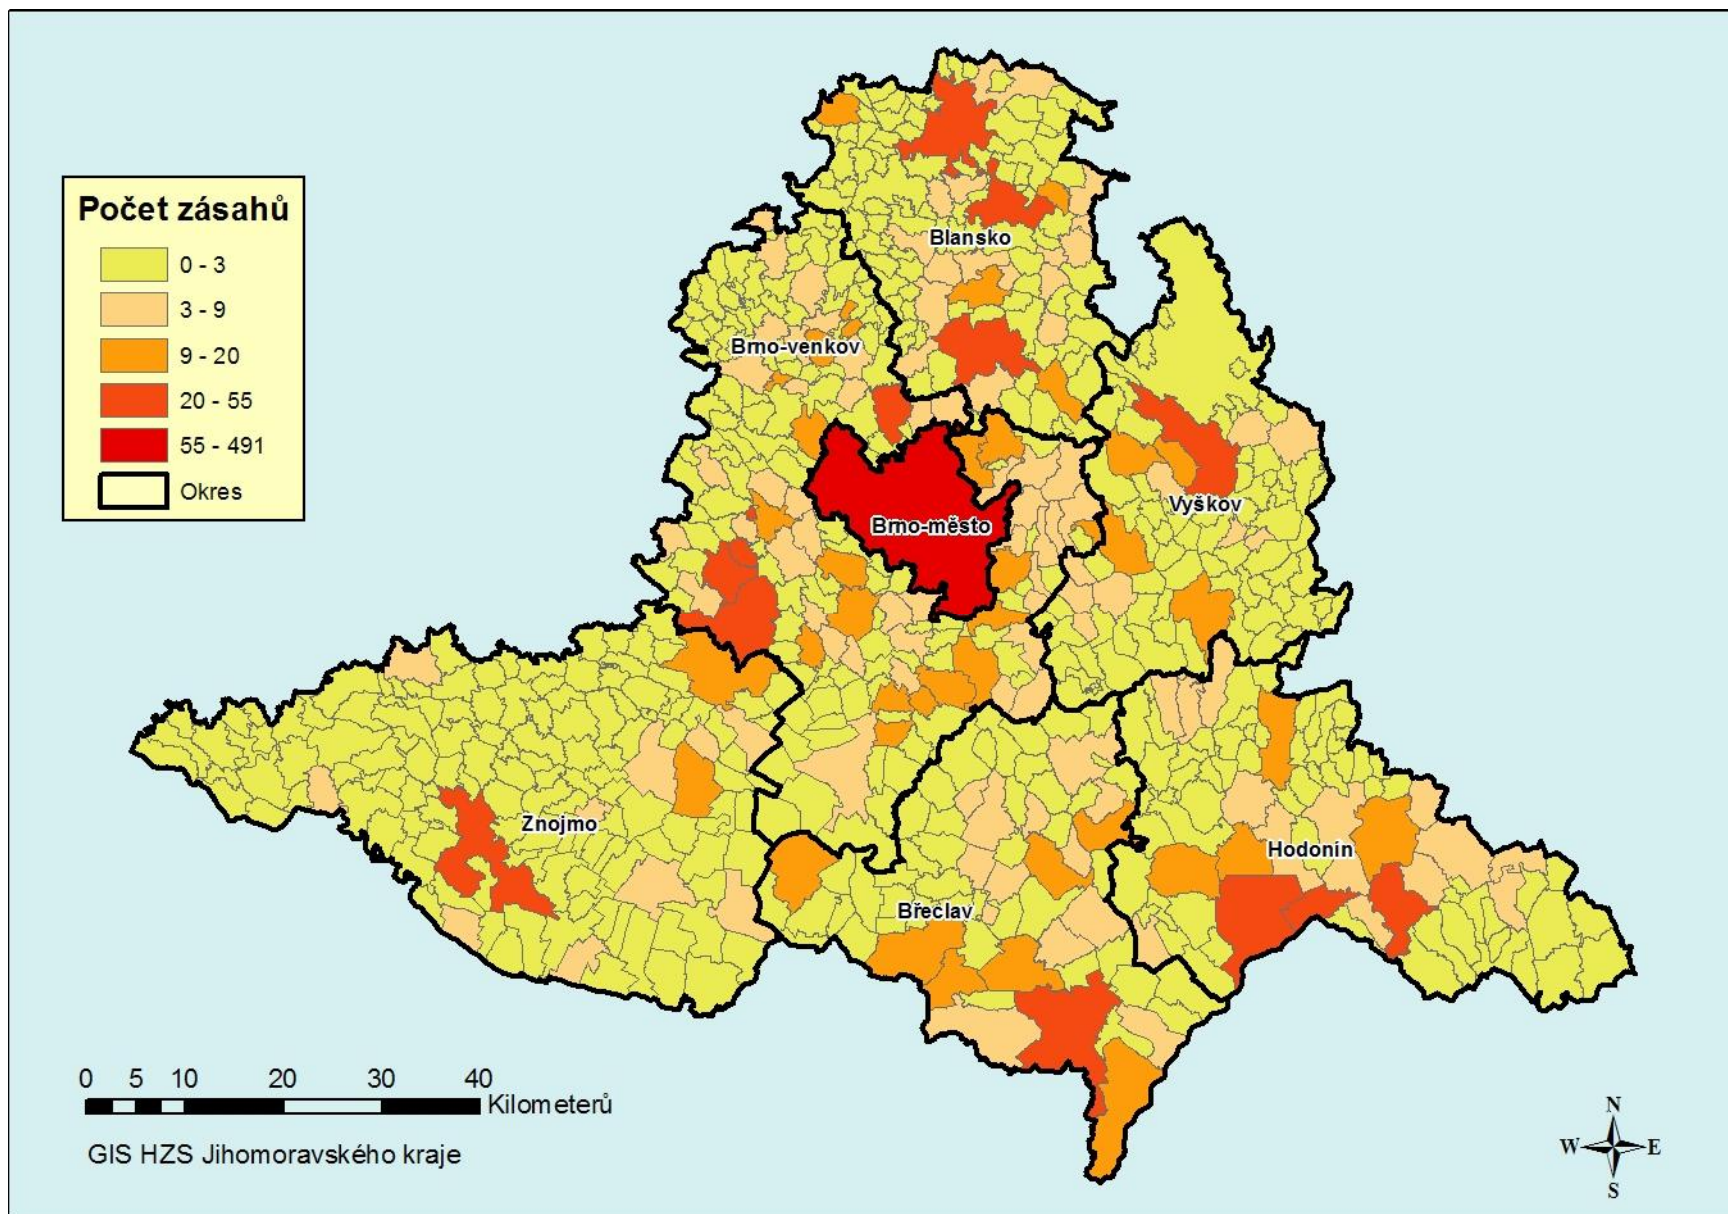 Počet zásahů
0 - 3
3 - 9
9 - 20
20 - 55
55 - 491
Okres
Blansko
Brno-venkov
Vyškov
Brno-město
Znojmo
Hodonín
Břeclav
0 5 10 20 30 40
Kilometerů
GIS HZS Jihomoravského kraje
N
W E
S